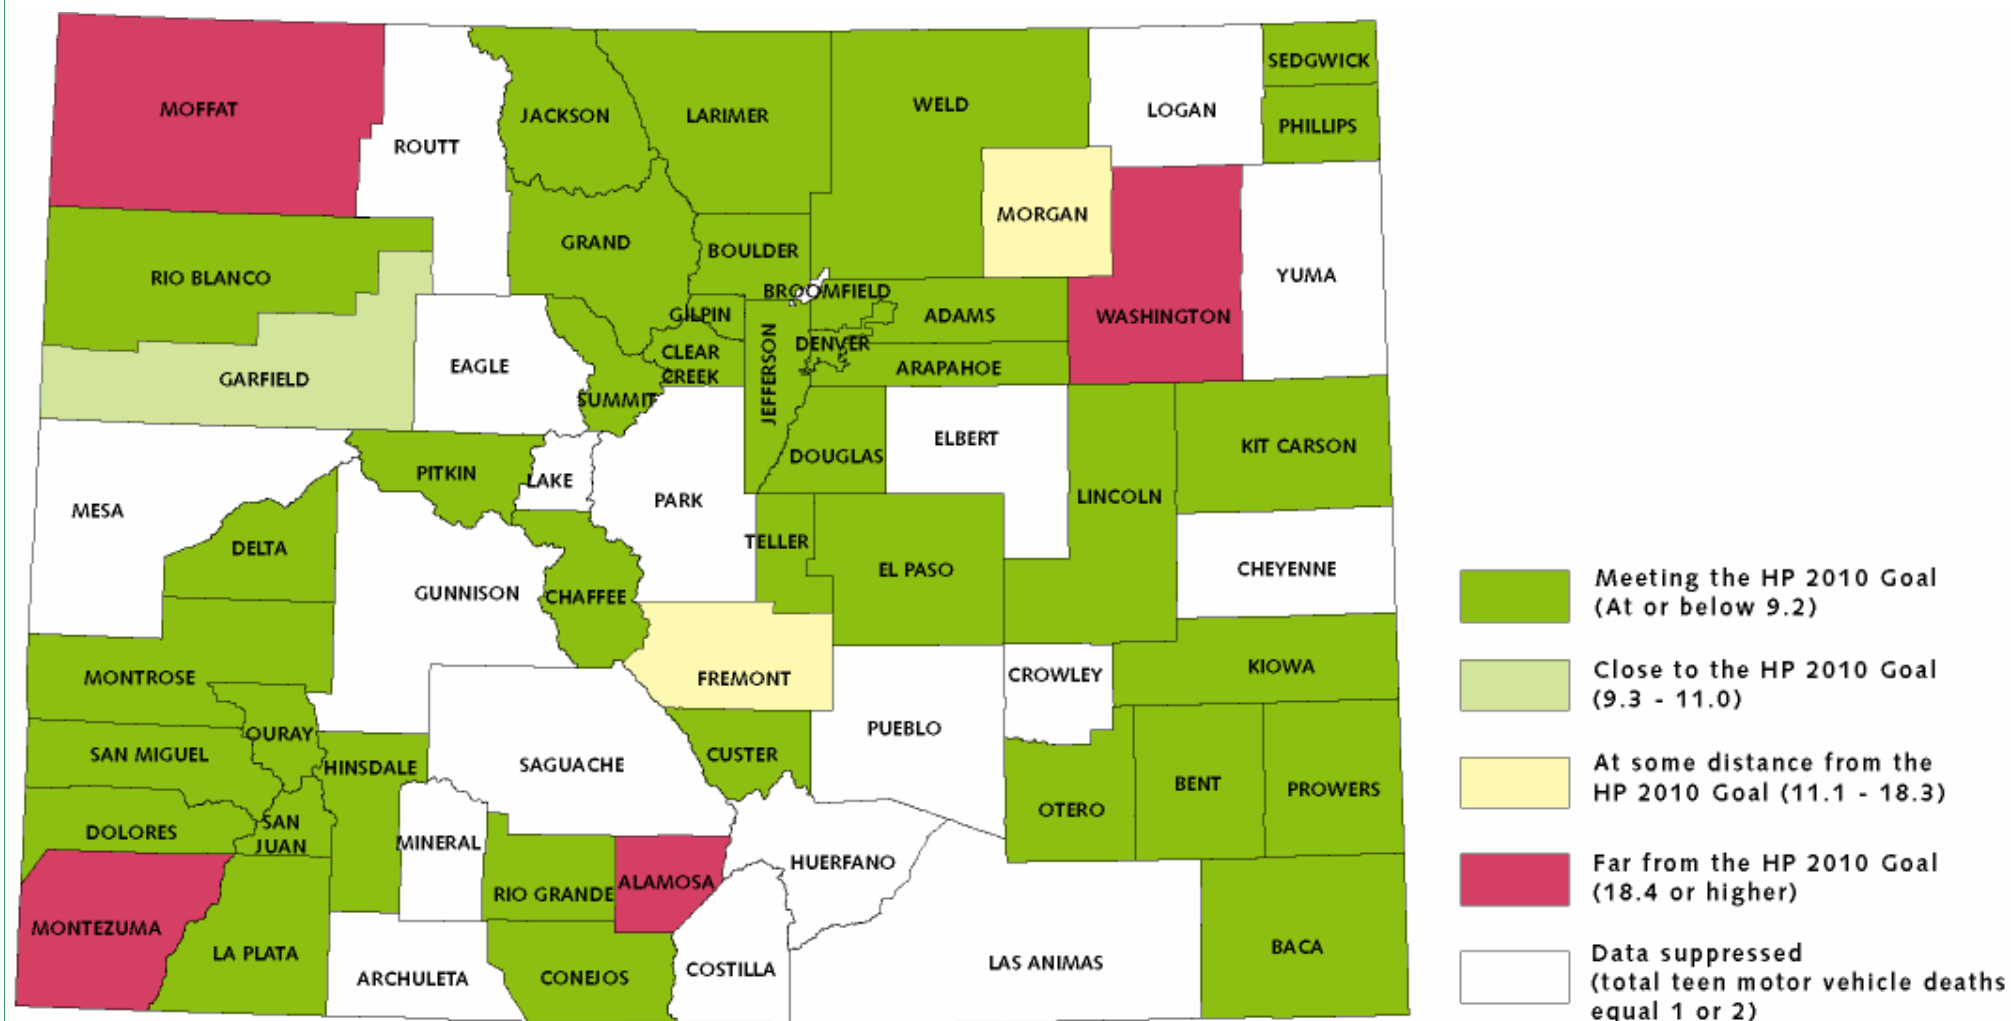 SEDGWICK
MOFFAT
JACKSON
LARIMER
WELD
LOGAN
PHILLIPS
ROUTT
MORGAN
GRAND
BOULDER
RIO BLANCO
YUMA
BROOMFIELD
GILPIN
ADAMS
WASHINGTON
DENVER
CLEAR
CREEK
JEFFERSON
EAGLE
ARAPAHOE
GARFIELD
SUMMIT
ELBERT
KIT CARSON
DOUGLAS
PITKIN
LAKE
PARK
LINCOLN
MESA
DELTA
TELLER
EL PASO
CHEYENNE
GUNNISON
CHAFFEE
MONTROSE
FREMONT
CROWLEY
KIOWA
OURAY
PUEBLO
SAN MIGUEL
HINSDALE
SAGUACHE
CUSTER
BENT
PROWERS
OTERO
DOLORES
SAN
JUAN
MINERAL
HUERFANO
RIO GRANDE
ALAMOSA
MONTEZUMA
LA PLATA
ARCHULETA
CONEJOS
COSTILLA
LAS ANIMAS
BACA
Meeting the HP 2010 Goal
(At or below 9.2)
Close to the HP 2010 Goal
(9.3 - 11.0)
At some distance from the
HP 2010 Goal (11.1 - 18.3)
Far from the HP 2010 Goal
(18.4 or higher)
Data suppressed
(total teen motor vehicle deaths
equal 1 or 2)